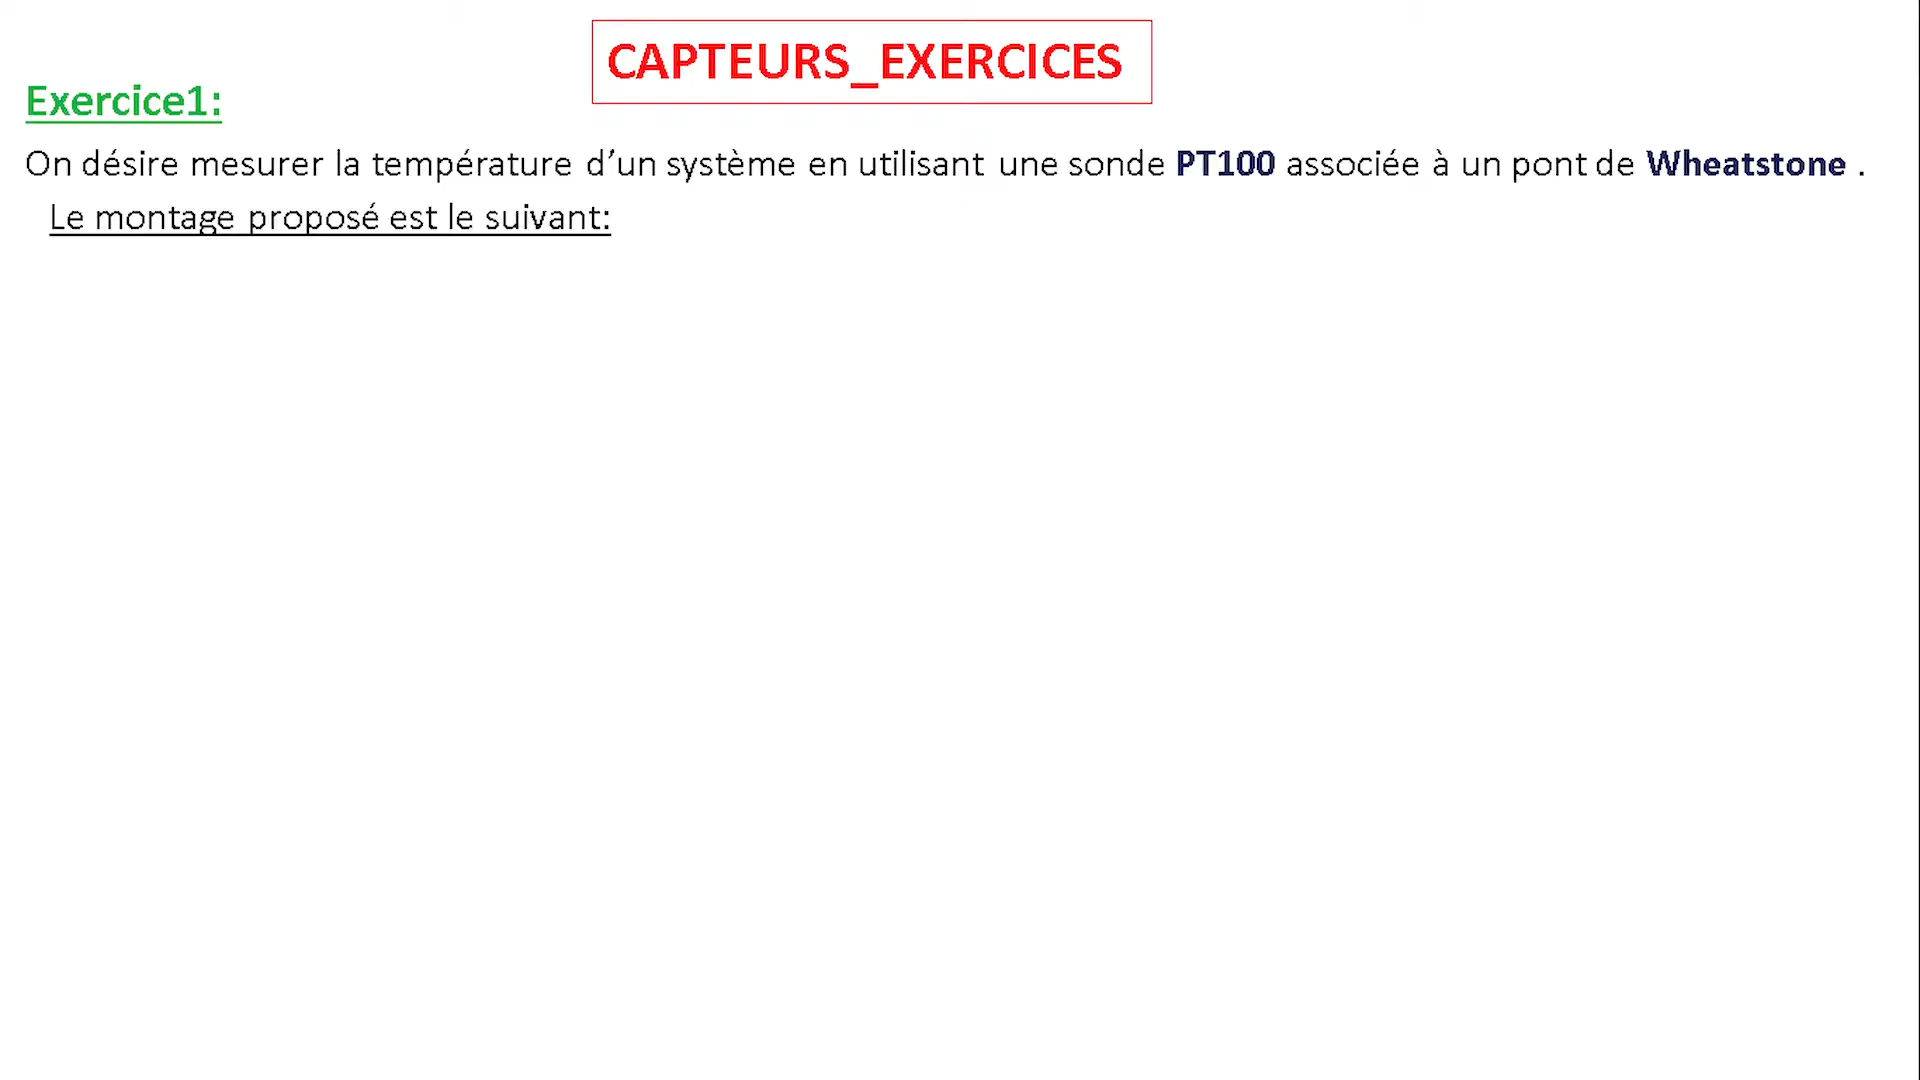 CAPTEURS_EXERCICES
Exercice1:
On désire mesurer la température d’un système en utilisant une sonde PT100 associée à un pont de Wheatstone .
Le montage proposé est le suivant: